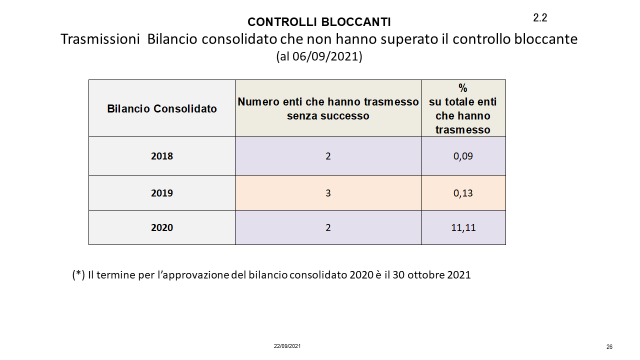 2.2
CONTROLLI BLOCCANTI
Trasmissioni Bilancio consolidato che non hanno superato il controllo bloccante
(al 06/09/2021)
Bilancio Consolidato
Numero enti che hanno trasmesso
senza successo
%
su totale enti
che hanno
trasmesso
2018 2 0,09
2019 3 0,13
2020 2 11,11
(*) Il termine per l'approvazione del bilancio consolidato 2020 è il 30 ottobre 2021
22/09/2021 26